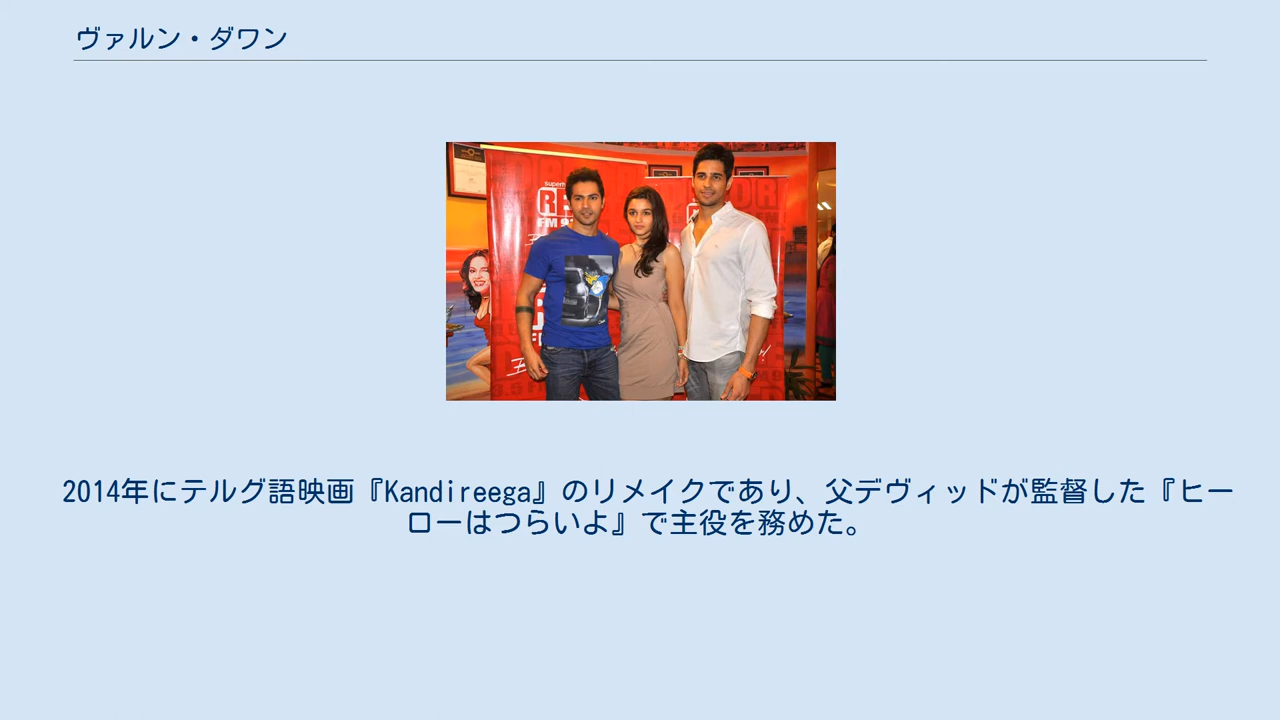 ヴァルン・ダワン
2014年にテルグ語映画『Kandireega』のリメイクであり、父デヴィッドが監督した『ヒー
ローはつらいよ』で主役を務めた。